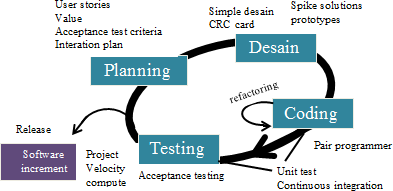 User stories
Value
Acceptance test criteria
Interation plan
Simple desain
CRC card
Spike solutions
prototypes
Desain
Planning
refactoring
Coding
Release
Pair programmer
Testing
Software
increment
Project
Velocity
compute
Acceptance testing
Unit test
Continuous integration